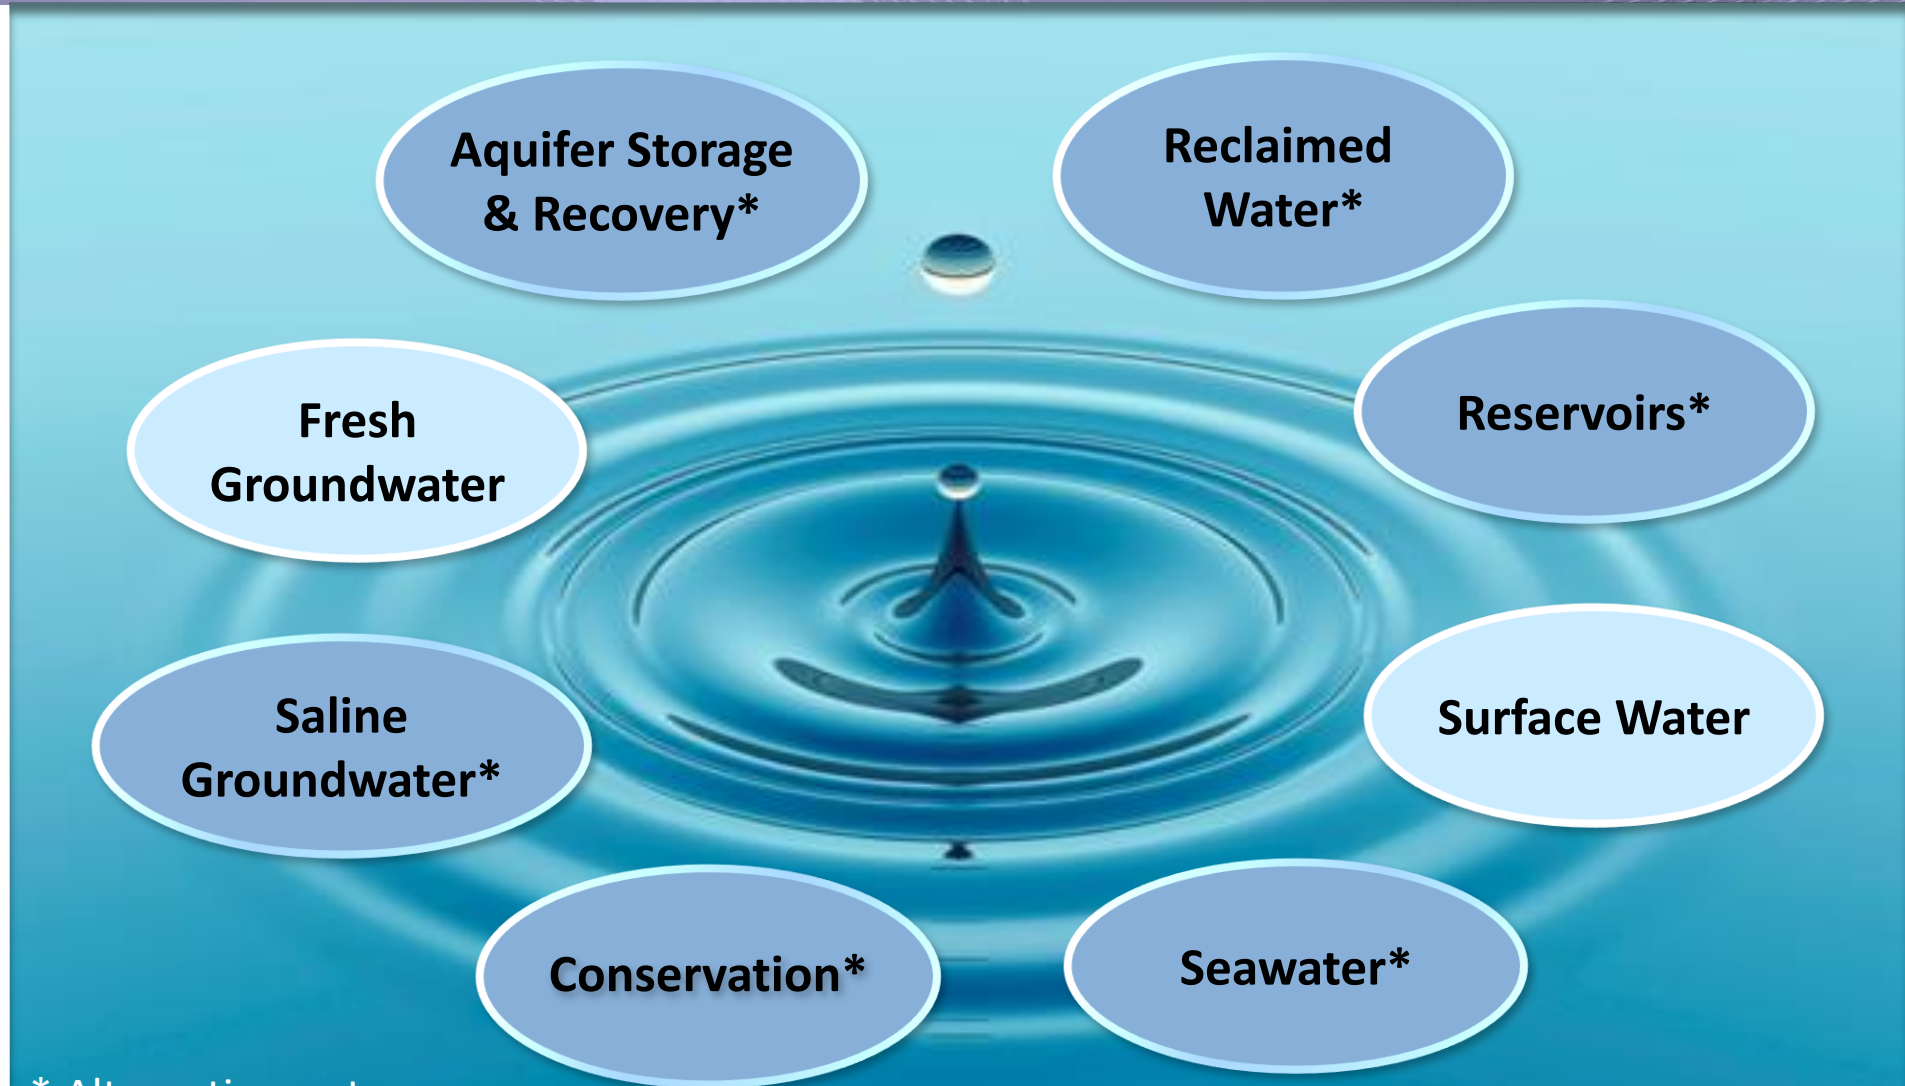 Aquifer Storage
& Recovery*
Reclaimed
Water*
Fresh
Groundwater
Reservoirs*
Saline
Groundwater*
Surface Water
Conservation*
Seawater*
*